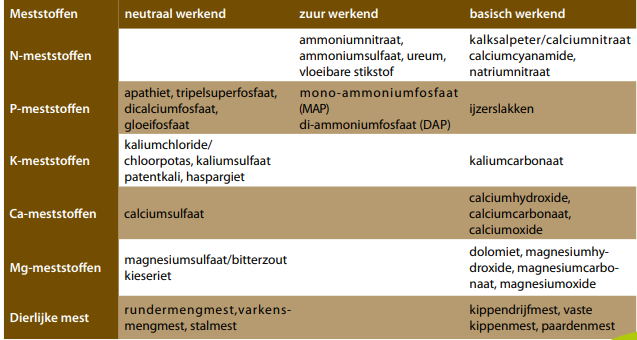 Meststoffen neutraal werkend zuur werkend basisch werkend
N-meststoffen
ammoniumnitraat,
ammoniumsulfaat, ureum,
vloeibare stikstof
kalksalpeter/calciumnitraat
calciumcyanamide,
natriumnitraat
P-meststoffen
apathiet, tripelsuperfosfaat,
dicalciumfosfaat,
gloeifosfaat
mono-ammoniumfosfaat
(MAP)
di-ammoniumfosfaat (DAP)
ijzerslakken
K-meststoffen
kaliumchloride/
chloorpotas, kaliumsulfaat
patentkali, haspargiet
kaliumcarbonaat
Ca-meststoffen
calciumsulfaat
calciumhydroxide,
calciumcarbonaat,
calciumoxide
Mg-meststoffen
magnesiumsulfaat/bitterzout
kieseriet
dolomiet, magnesiumhy-
droxide, magnesiumcarbo-
naat, magnesiumoxide
Dierlijke mest
rundermengmest,varkens-
mengmest, stalmest
kippendrijfmest, vaste
kippenmest, paardenmest